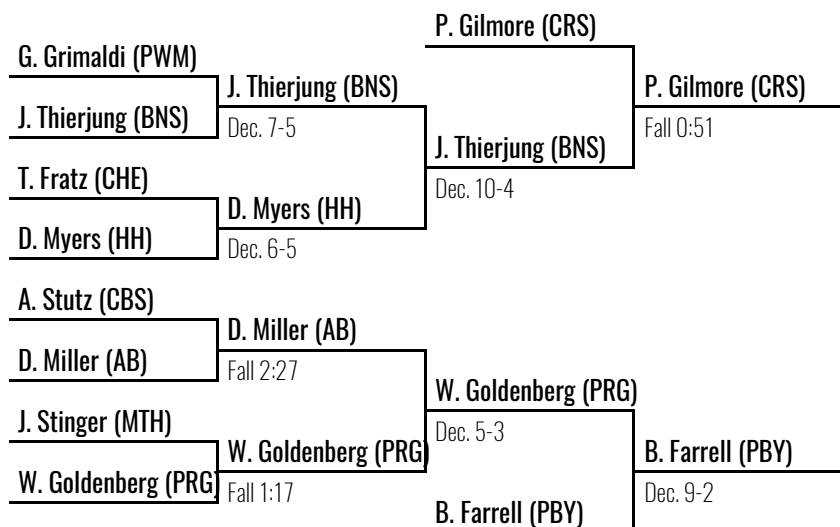 P. Gilmore (CRS)
G. Grimaldi (PWM)
J. Thierjung (BNS)
P. Gilmore (CRS)
J. Thierjung (BNS)
Dec. 7-5
Fall 0:51
J. Thierjung (BNS)
T. Fratz (CHE)
Dec. 10-4
D. Myers (HH)
D. Myers (HH)
Dec. 6-5
A. Stutz (CBS)
D. Miller (AB)
D. Miller (AB)
Fall 2:27
W. Goldenberg (PRG)
J. Stinger (MTH)
Dec. 5-3
W. Goldenberg (PRG)
B. Farrell (PBY)
W. Goldenberg (PRG)
Fall 1:17
Dec. 9-2
B. Farrell (PBY)